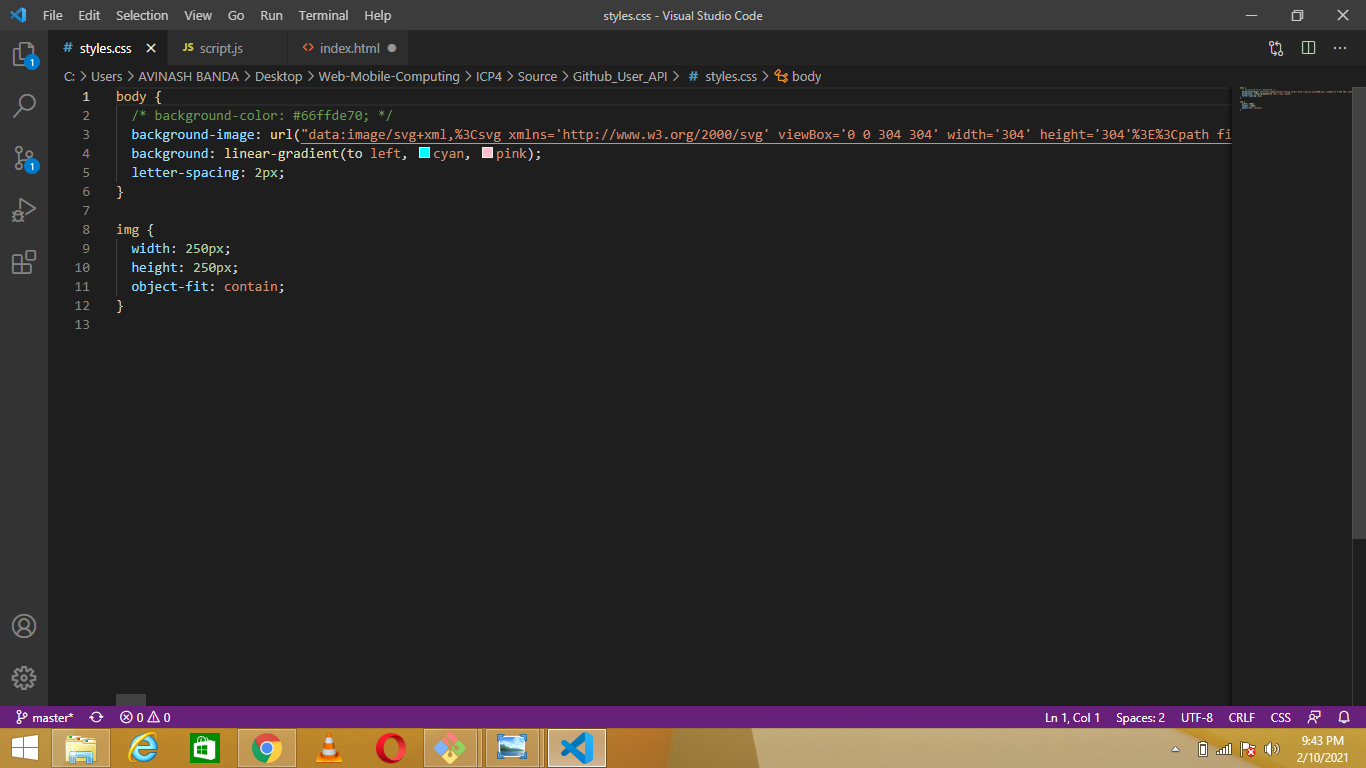 File Edit Selection View Go Run Terminal Help styles.css - Visual Studio Code
# styles.css JS script.js <> index.html
C: > Users > AVINASH BANDA > Desktop > Web-Mobile-Computing > ICP4 > Source > Github_User_API > # styles.css > body
1 body {
2 /* background-color: #66ffde70; */
3 background-image: url("data:image/svg+xml,%3Csvg xmlns='http://www.w3.org/2000/svg' viewBox='0 0 304 304' width='304' height='304'%3E%3Cpath fi
4 background: linear-gradient(to left, cyan, pink);
5 letter-spacing: 2px;
6 }
7
8 img {
9 width: 250px;
10 height: 250px;
11 object-fit: contain;
12 }
13
1
1
master* 0 0 Ln 1, Col 1 Spaces: 2 UTF-8 CRLF CSS
9:43 PM
2/10/2021